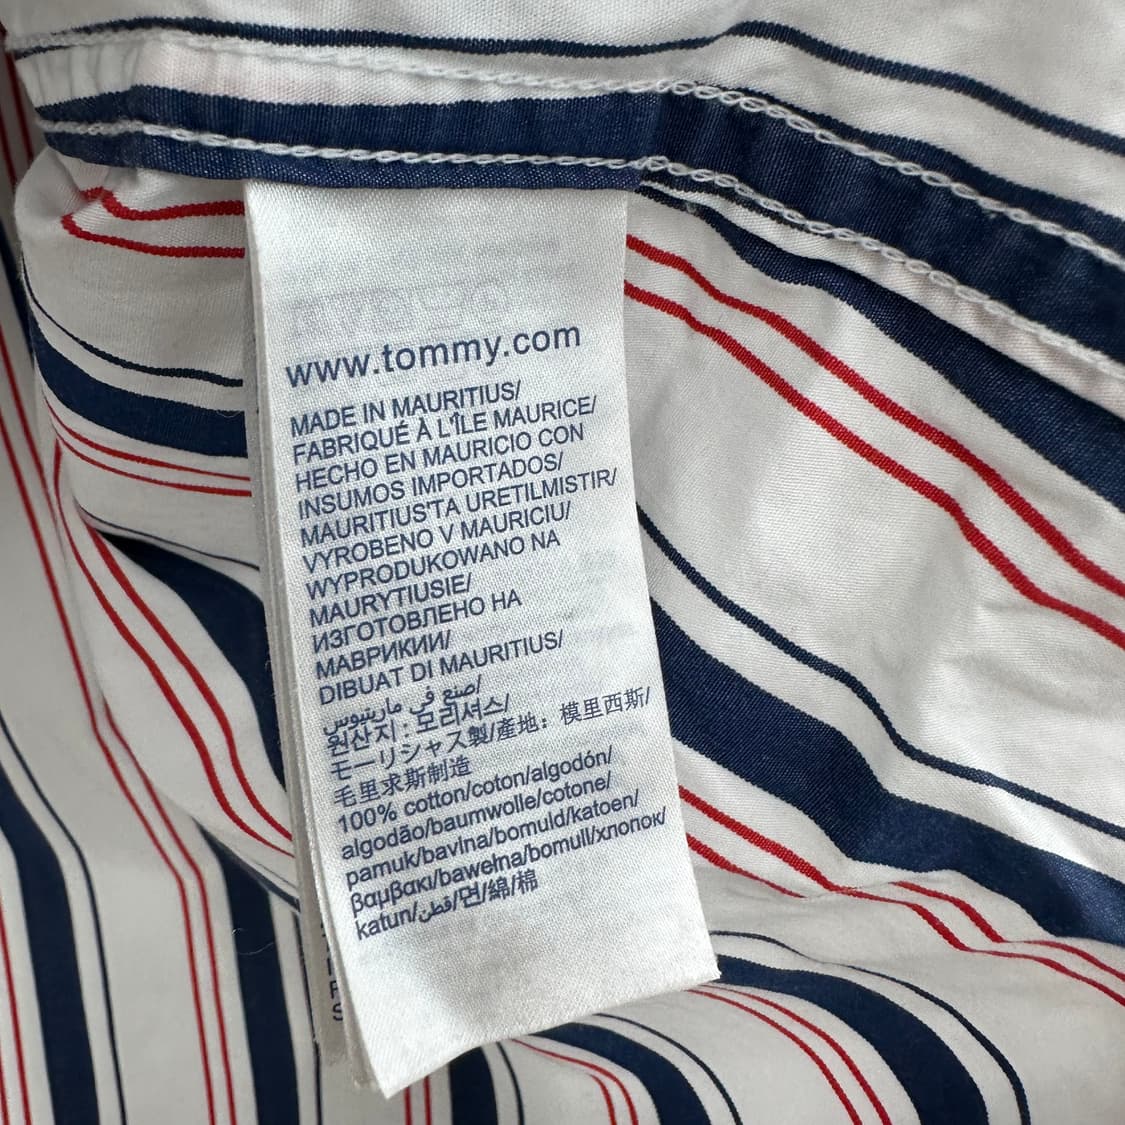 www.tommy.com
MADE IN MAURITIUS/
FABRIQUÉ À L'ÎLE MAURICE/
HECHO EN MAURICIO CON
INSUMOS IMPORTADOS/
MAURITIUS'TA URETILMISTIR/
VYROBENO V MAURICIU/
WYPRODUKOWANO NA
MAURYTIUSIE/
ИЗГОТОВЛЕНО НА
МАВРИКИИ/
DIBUAT DI MAURITIUS/
صنع في ماريتيوس/
원산지 : 모리셔스/
モーリシャス製/產地：模里西斯/
毛里求斯制造
100% cotton/coton/algodón/
algodão/baumwolle/cotone/
pamuk/bavlna/bomuld/katoen/
βαμβακι/bawełna/bomull/хлопок/
katun/قطن/면/綿/棉